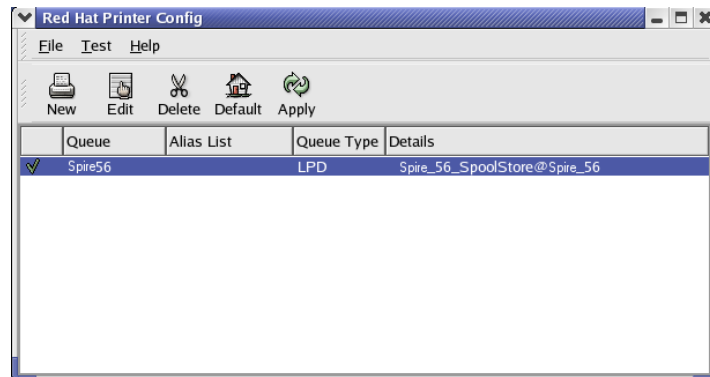 Red Hat Printer Config
File Test Help
New Edit Delete Default Apply
Queue Alias List Queue Type Details
Spire56 LPD Spire_56_SpoolStore@Spire_56